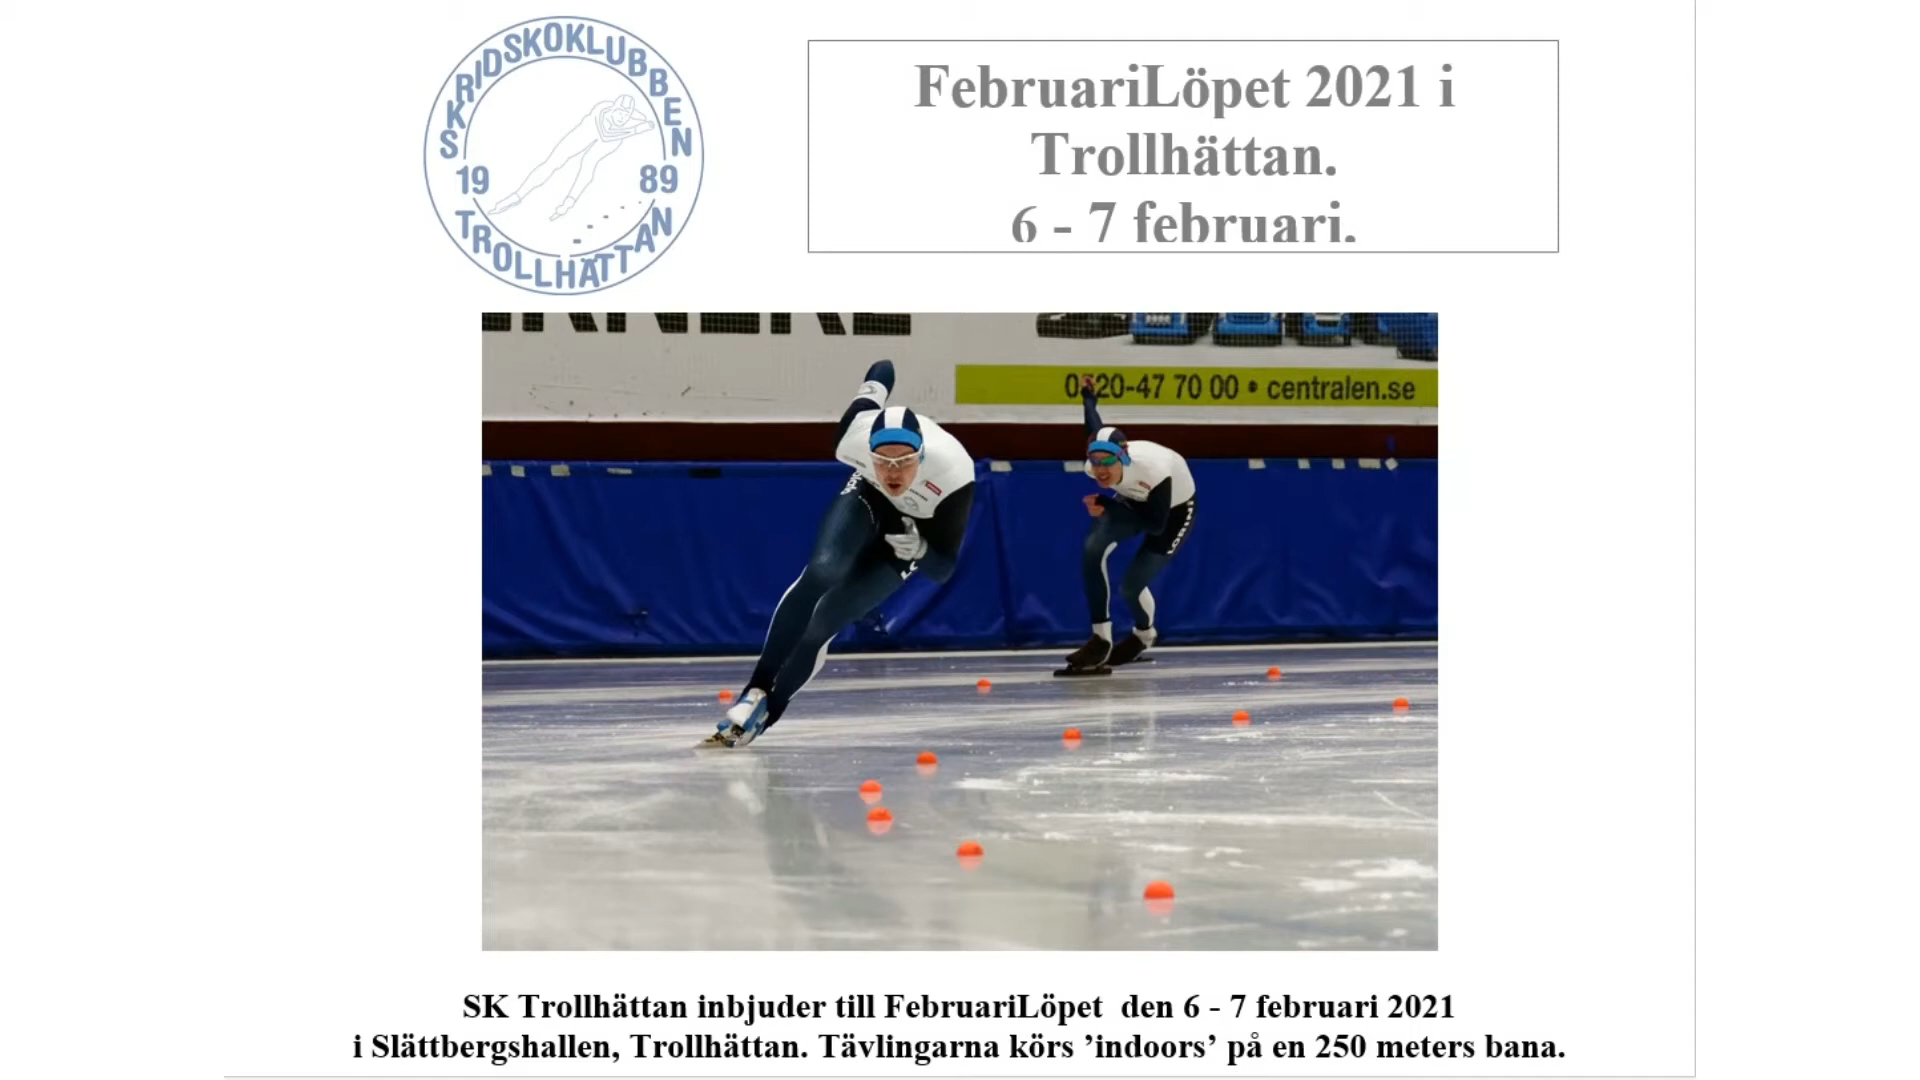 SKRIDSKOKLUBBEN
19 89
TROLLHÄTTAN
FebruariLöpet 2021 i
Trollhättan.
6 - 7 februari.
0520-47 70 00 • centralen.se
LORINI
SK Trollhättan inbjuder till FebruariLöpet den 6 - 7 februari 2021
i Slättbergshallen, Trollhättan. Tävlingarna körs ’indoors’ på en 250 meters bana.